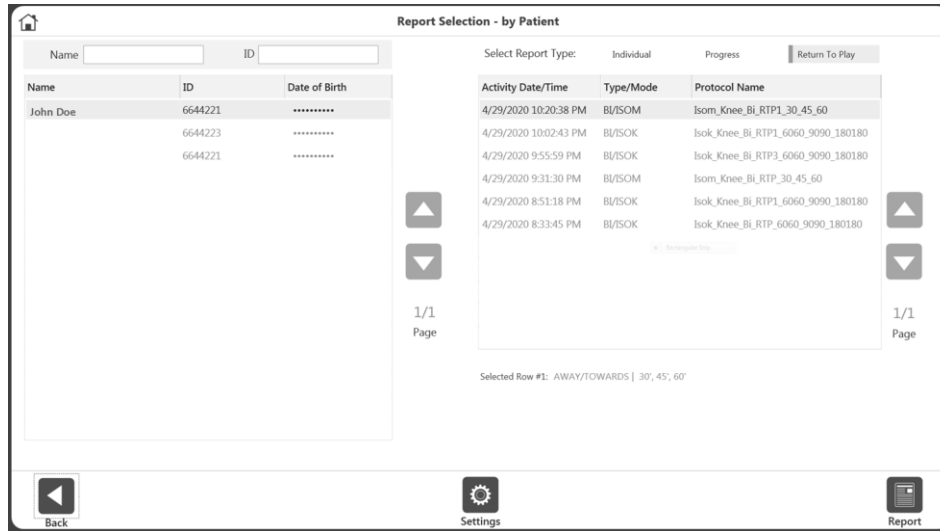 Report Selection - by Patient
Name ID
Name ID Date of Birth
John Doe 6644221 ••••••••••
6644223 ••••••••••
6644221 ••••••••••
1/1
Page
Select Report Type: Individual Progress Return To Play
Activity Date/Time Type/Mode Protocol Name
4/29/2020 10:20:38 PM BI/ISOM Isom_Knee_Bi_RTP1_30_45_60
4/29/2020 10:02:43 PM BI/ISOK Isok_Knee_Bi_RTP1_6060_9090_180180
4/29/2020 9:55:59 PM BI/ISOK Isok_Knee_Bi_RTP3_6060_9090_180180
4/29/2020 9:31:30 PM BI/ISOM Isom_Knee_Bi_RTP_30_45_60
4/29/2020 8:51:18 PM BI/ISOK Isok_Knee_Bi_RTP1_6060_9090_180180
4/29/2020 8:33:45 PM BI/ISOK Isok_Knee_Bi_RTP_6060_9090_180180
Rectangular Snip
1/1
Page
Selected Row #1: AWAY/TOWARDS | 30', 45', 60'
Back
Settings
Report